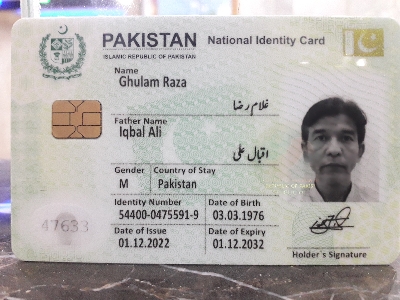 PAKISTAN National Identity Card
ISLAMIC REPUBLIC OF PAKISTAN
Name
Ghulam Raza
غلام رضا
Father Name
Iqbal Ali
اقبال علی
Gender Country of Stay
M Pakistan
Identity Number Date of Birth
54400-0475591-9 03.03.1976
Date of Issue Date of Expiry
01.12.2022 01.12.2032
47633
Holder's Signature